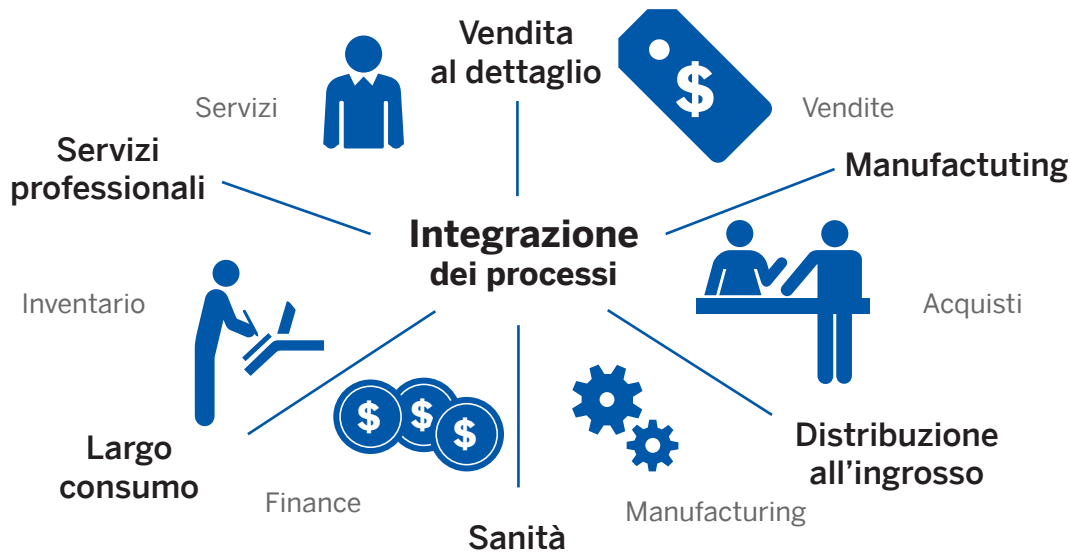 Vendita
al dettaglio
$
Servizi
Vendite
Servizi
professionali
Manufactuting
Integrazione
dei processi
Inventario
Acquisti
$
$
$
Largo
consumo
Distribuzione
all'ingrosso
Finance
Manufacturing
Sanità